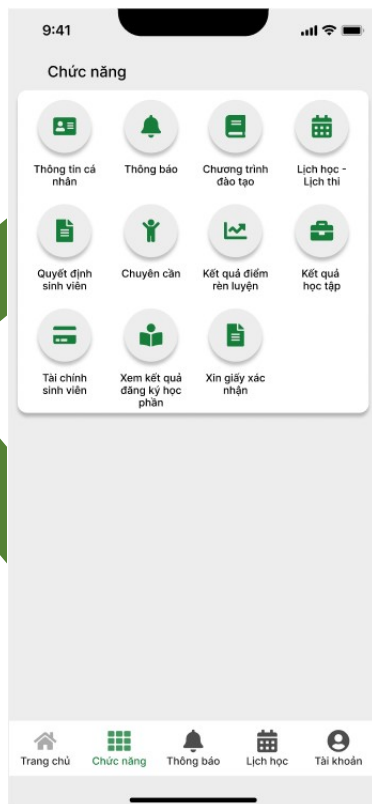 9:41
Chức năng
Thông tin cá
nhân
Thông báo
Chương trình
đào tạo
Lịch học -
Lịch thi
Quyết định
sinh viên
Chuyên cần
Kết quả điểm
rèn luyện
Kết quả
học tập
Tài chính
sinh viên
Xem kết quả
đăng ký học
phần
Xin giấy xác
nhận
Trang chủ
Chức năng
Thông báo
Lịch học
Tài khoản